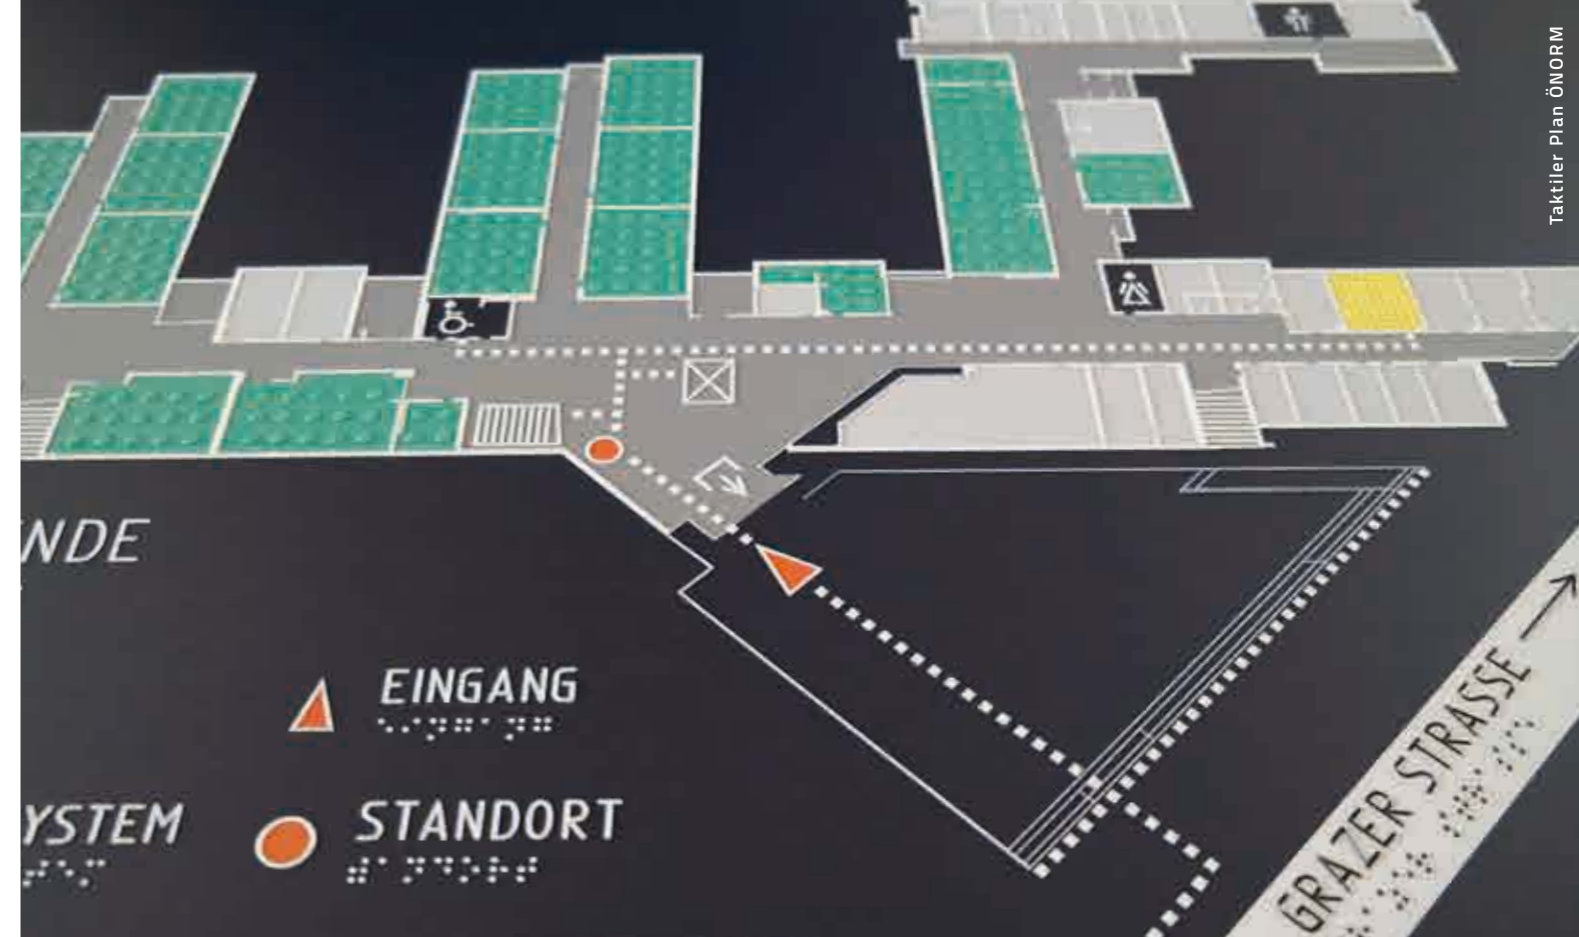 Taktiler Plan ÖNORM
NDE
EINGANG
YSTEM
STANDORT
GRAZER STRASSE